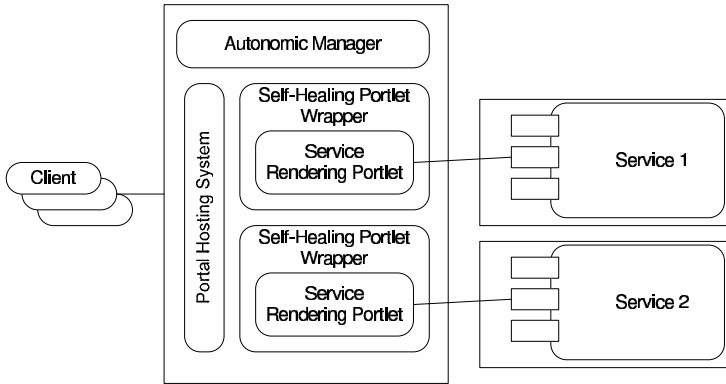 Autonomic Manager
Client
Portal Hosting System
Self-Healing Portlet
Wrapper
Service
Rendering Portlet
Service 1
Self-Healing Portlet
Wrapper
Service
Rendering Portlet
Service 2